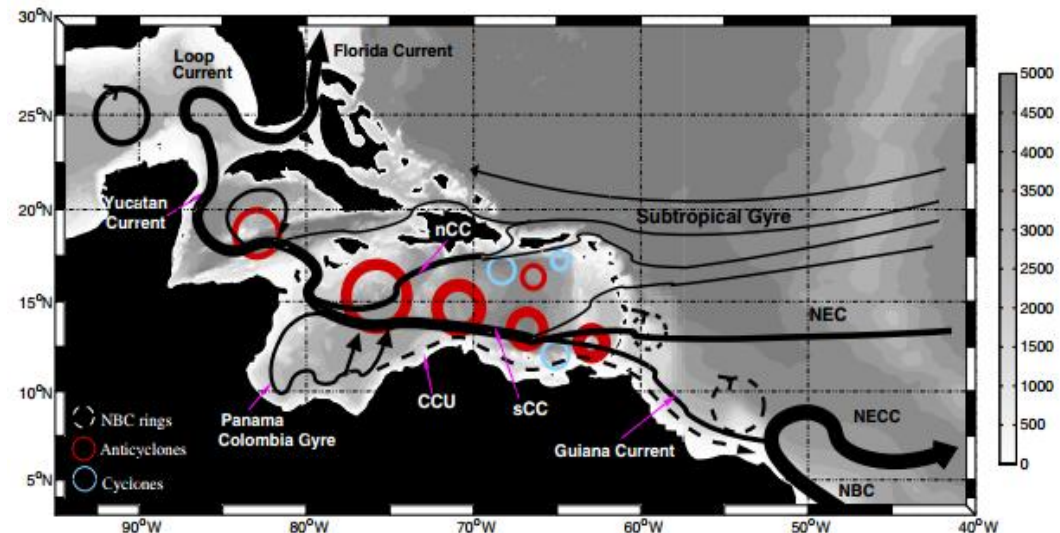 30°N
25°N
20°N
15°N
10°N
5°N
Loop
Current
Florida Current
Yucatan
Current
Subtropical Gyre
nCC
NEC
CCU
sCC
Panama
Colombia Gyre
Guiana Current
NECC
NBC
NBC rings
Anticyclones
Cyclones
90°W
80°W
70°W
60°W
50°W
40°W
5000
4500
4000
3500
3000
2500
2000
1500
1000
500
0